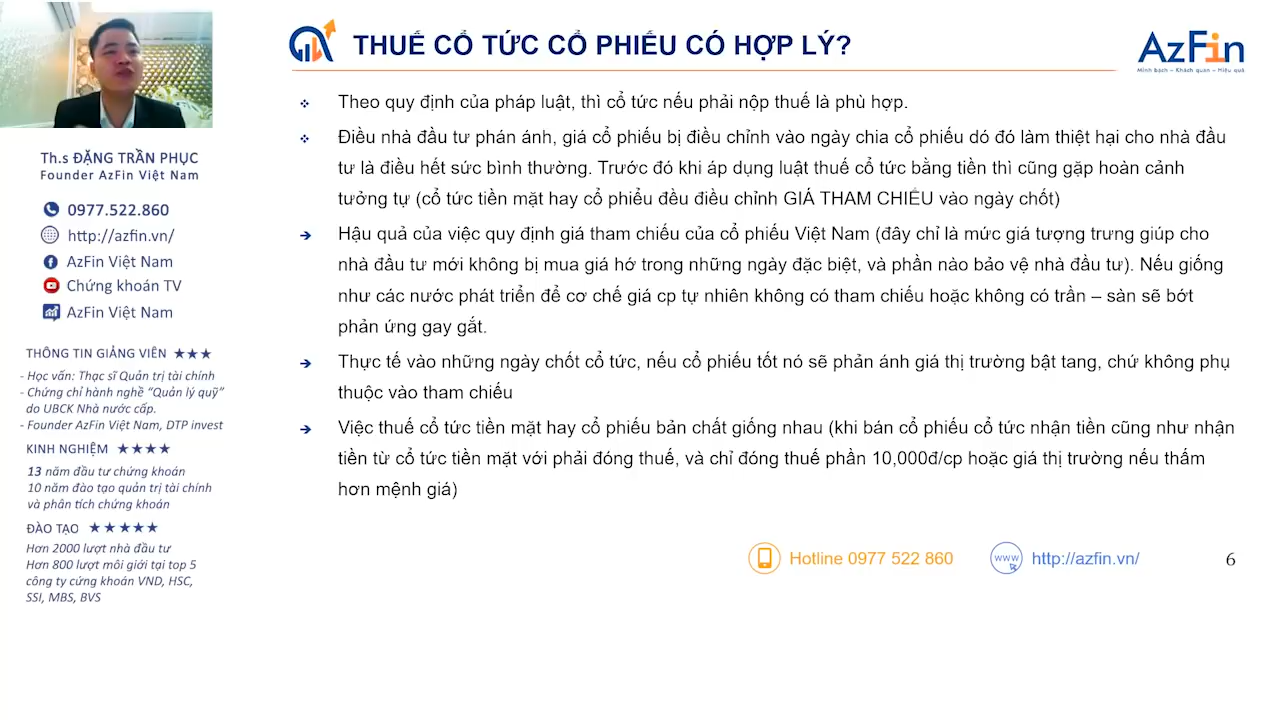 Th.s ĐẶNG TRẦN PHỤC
Founder AzFin Việt Nam
0977.522.860
http://azfin.vn/
AzFin Việt Nam
Chứng khoán TV
AzFin Việt Nam
THÔNG TIN GIẢNG VIÊN ★★★
- Học vấn: Thạc sĩ Quản trị tài chính
- Chứng chỉ hành nghề “Quản lý quỹ”
do UBCK Nhà nước cấp.
- Founder AzFin Việt Nam, DTP invest
KINH NGHIỆM ★★★★
13 năm đầu tư chứng khoán
10 năm đào tạo quản trị tài chính
và phân tích chứng khoán
ĐÀO TẠO ★★★★★
Hơn 2000 lượt nhà đầu tư
Hơn 800 lượt môi giới tại top 5
công ty cứng khoán VND, HSC,
SSI, MBS, BVS
THUẾ CỔ TỨC CỔ PHIẾU CÓ HỢP LÝ?
AzFin
Minh bạch – Khách quan – Hiệu quả
Theo quy định của pháp luật, thì cổ tức nếu phải nộp thuế là phù hợp.
Điều nhà đầu tư phán ánh, giá cổ phiếu bị điều chỉnh vào ngày chia cổ phiếu dó đó làm thiệt hại cho nhà đầu
tư là điều hết sức bình thường. Trước đó khi áp dụng luật thuế cổ tức bằng tiền thì cũng gặp hoàn cảnh
tưởng tự (cổ tức tiền mặt hay cổ phiểu đều điều chỉnh GIÁ THAM CHIẾU vào ngày chốt)
Hậu quả của việc quy định giá tham chiếu của cổ phiếu Việt Nam (đây chỉ là mức giá tượng trưng giúp cho
nhà đầu tư mới không bị mua giá hớ trong những ngày đặc biệt, và phần nào bảo vệ nhà đầu tư). Nếu giống
như các nước phát triển để cơ chế giá cp tự nhiên không có tham chiếu hoặc không có trần – sàn sẽ bớt
phản ứng gay gắt.
Thực tế vào những ngày chốt cổ tức, nếu cổ phiếu tốt nó sẽ phản ánh giá thị trường bật tang, chứ không phụ
thuộc vào tham chiếu
Việc thuế cổ tức tiền mặt hay cổ phiếu bản chất giống nhau (khi bán cổ phiếu cổ tức nhận tiền cũng như nhận
tiền từ cổ tức tiền mặt với phải đóng thuế, và chỉ đóng thuế phần 10,000đ/cp hoặc giá thị trường nếu thấm
hơn mệnh giá)
Hotline 0977 522 860
www
http://azfin.vn/
6